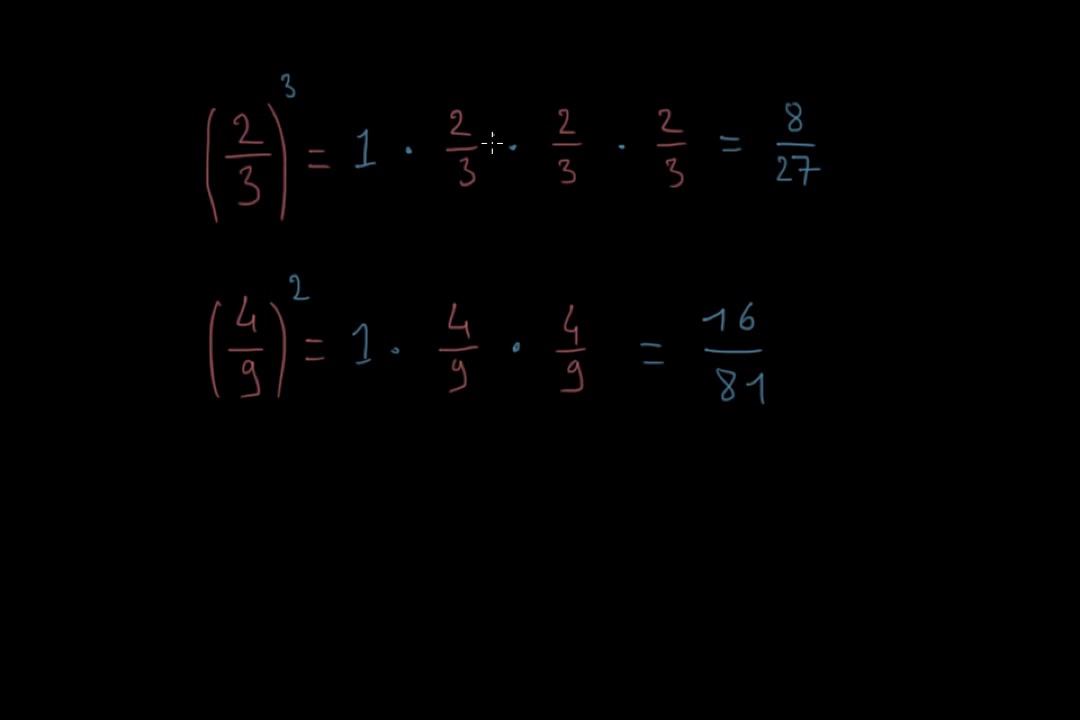 (2/3)³ = 1 · 2/3 · 2/3 · 2/3 = 8/27
(4/9)² = 1 · 4/9 · 4/9 = 16/81